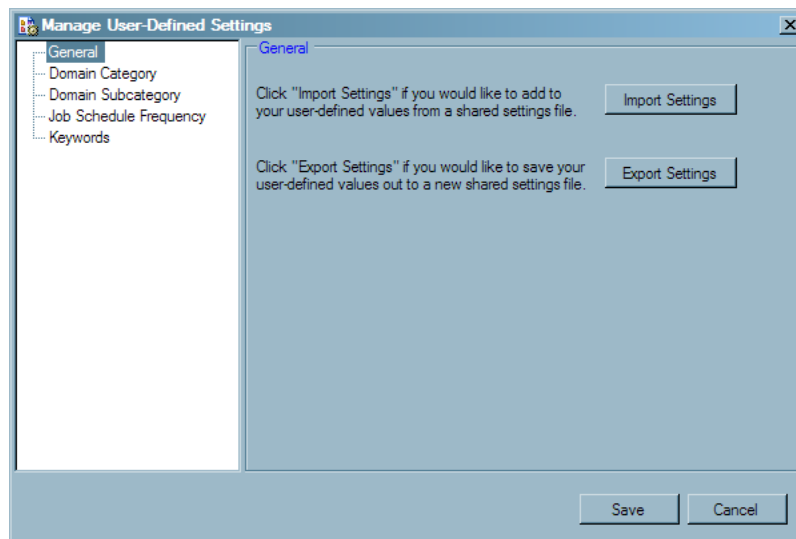 Manage User-Defined Settings
General
Domain Category
Domain Subcategory
Job Schedule Frequency
Keywords
General
Click "Import Settings" if you would like to add to
your user-defined values from a shared settings file.
Import Settings
Click "Export Settings" if you would like to save your
user-defined values out to a new shared settings file.
Export Settings
Save
Cancel